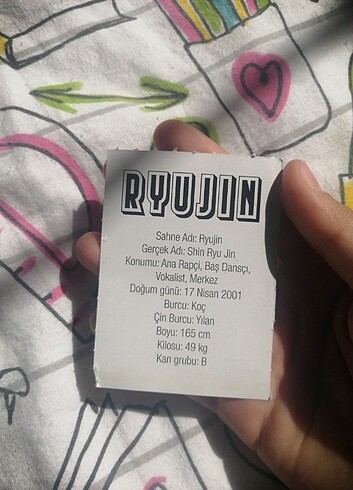 RYUJIN
Sahne Adı: Ryujin
Gerçek Adı: Shin Ryu Jin
Konumu: Ana Rapçi, Baş Dansçı,
Vokalist, Merkez
Doğum günü: 17 Nisan 2001
Burcu: Koç
Çin Burcu: Yılan
Boyu: 165 cm
Kilosu: 49 kg
Kan grubu: B